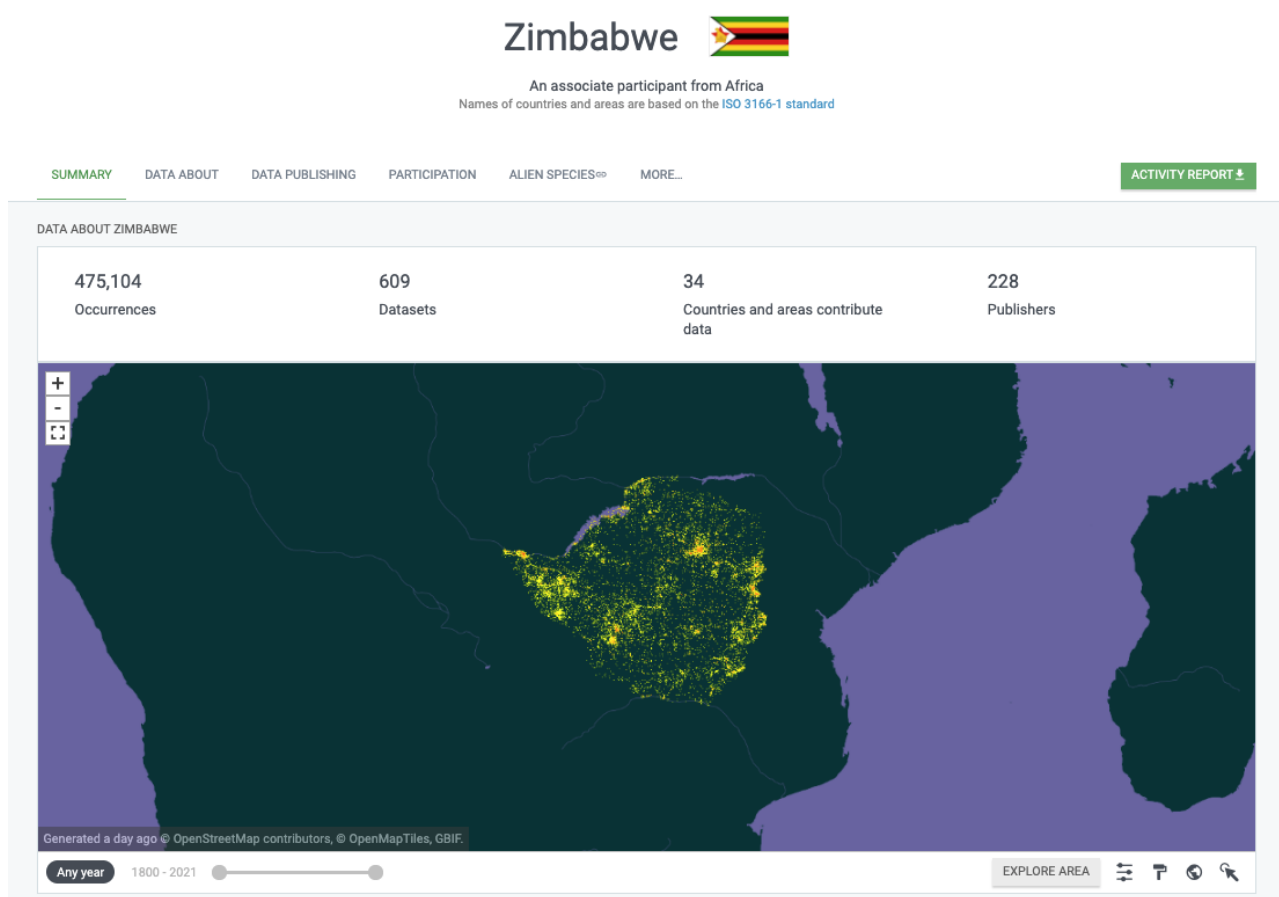 Zimbabwe
An associate participant from Africa
Names of countries and areas are based on the ISO 3166-1 standard
SUMMARY DATA ABOUT DATA PUBLISHING PARTICIPATION ALIEN SPECIES MORE...
ACTIVITY REPORT
DATA ABOUT ZIMBABWE
475,104 609 34 228
Occurrences Datasets Countries and areas contribute Publishers
data
+
-
Generated a day ago © OpenStreetMap contributors, © OpenMapTiles, GBIF.
Any year 1800 - 2021 EXPLORE AREA